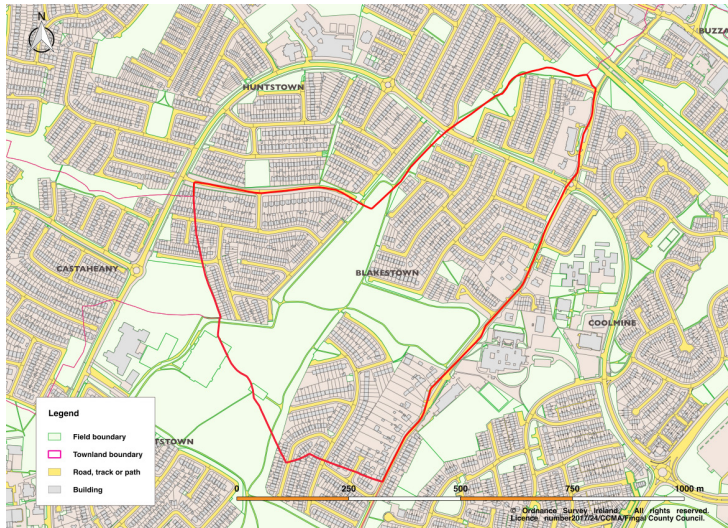 N
HUNTSTOWN
BUZZA
CASTAHEANY
BLAKESTOWN
COOLMINE
TSTOWN
Legend
Field boundary
Townland boundary
Road, track or path
Building
0 250 500 750 1000 m
© Ordnance Survey Ireland. All rights reserved.
Licence number2017/24/CCMA/Fingal County Council.